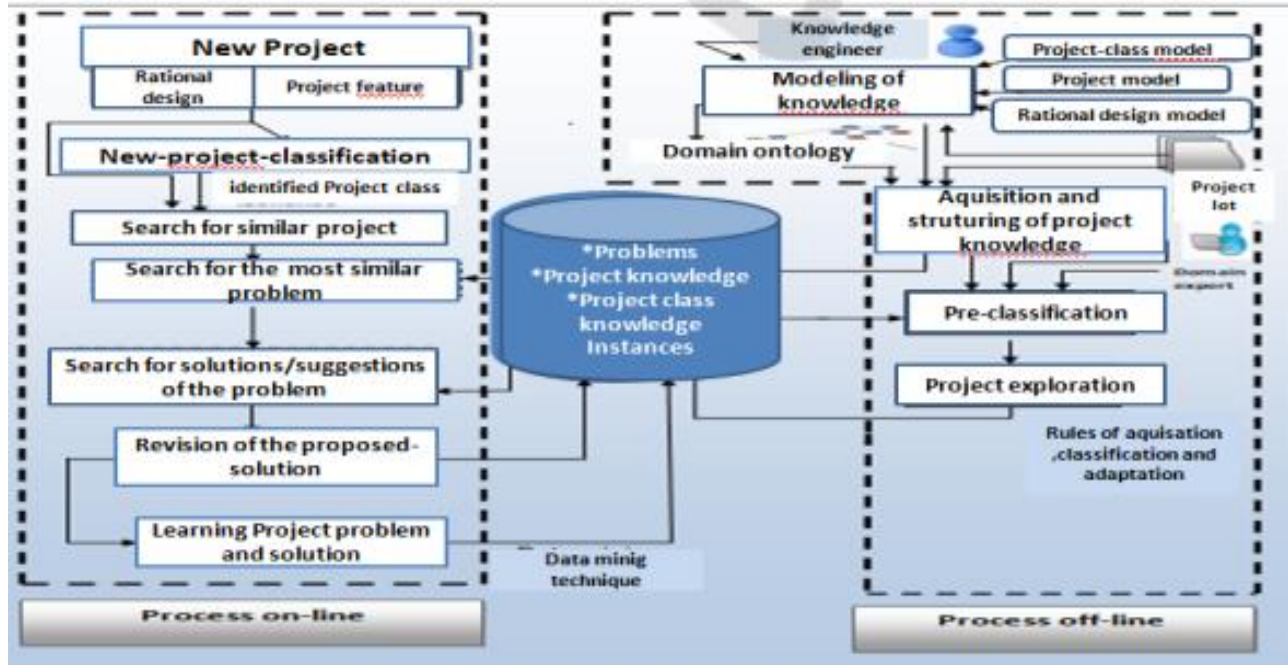 New Project
Rational
design
Project feature
New-project-classification
identified Project class
Search for similar project
Search for the most similar
problem
Search for solutions/suggestions
of the problem
Revision of the proposed-
solution
Learning Project problem
and solution
Process on-line
*Problems
*Project knowledge
*Project class
knowledge
Instances
Data minig
technique
Knowledge
engineer
Project-class model
Modeling of
knowledge
Project model
Rational design model
Domain ontology
Project
lot
Aquisition and
struturing of project
knowledge
Domain
expert
Pre-classification
Project exploration
Rules of aquisation
,classification and
adaptation
Process off-line